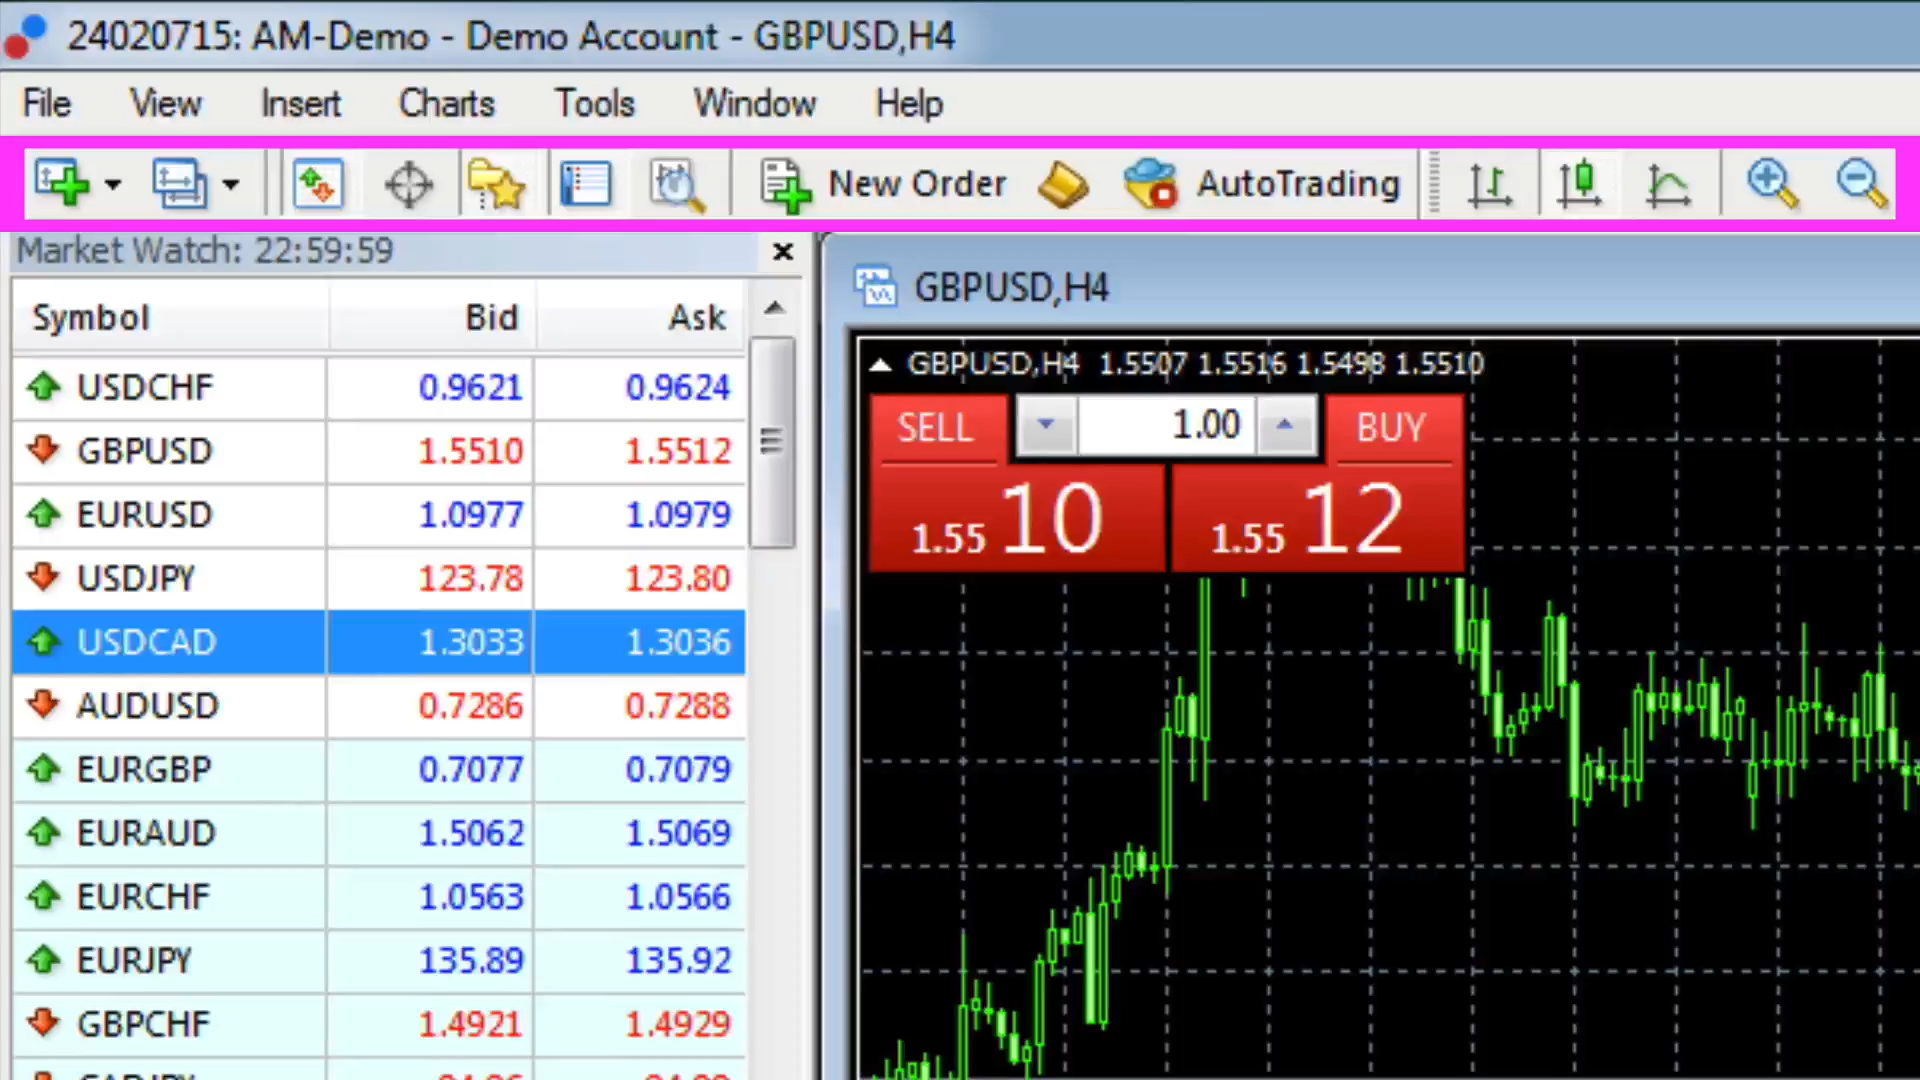 24020715: AM-Demo - Demo Account - GBPUSD,H4
File View Insert Charts Tools Window Help
New Order AutoTrading
Market Watch: 22:59:59
Symbol Bid Ask
USDCHF 0.9621 0.9624
GBPUSD 1.5510 1.5512
EURUSD 1.0977 1.0979
USDJPY 123.78 123.80
USDCAD 1.3033 1.3036
AUDUSD 0.7286 0.7288
EURGBP 0.7077 0.7079
EURAUD 1.5062 1.5069
EURCHF 1.0563 1.0566
EURJPY 135.89 135.92
GBPCHF 1.4921 1.4929
GBPUSD,H4
GBPUSD,H4 1.5507 1.5516 1.5498 1.5510
SELL 1.00 BUY
1.55 10 1.55 12